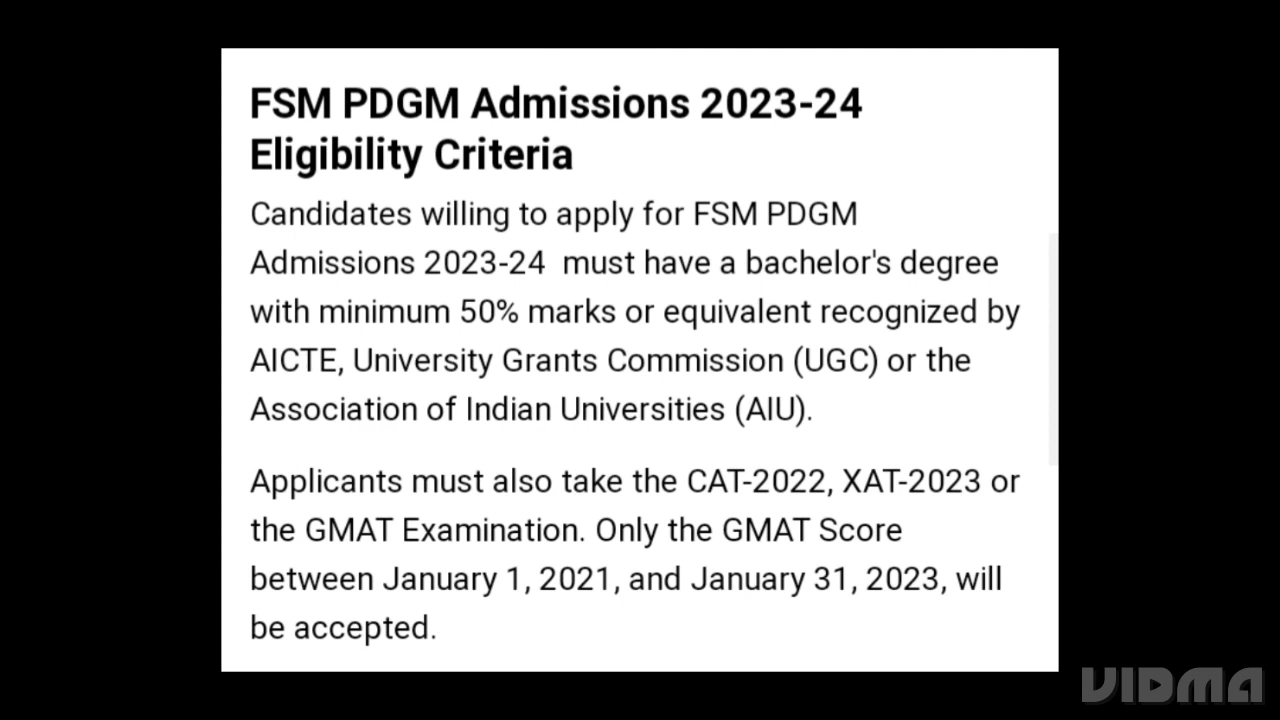 FSM PDGM Admissions 2023-24
Eligibility Criteria
Candidates willing to apply for FSM PDGM
Admissions 2023-24 must have a bachelor's degree
with minimum 50% marks or equivalent recognized by
AICTE, University Grants Commission (UGC) or the
Association of Indian Universities (AIU).
Applicants must also take the CAT-2022, XAT-2023 or
the GMAT Examination. Only the GMAT Score
between January 1, 2021, and January 31, 2023, will
be accepted.
VIDMA